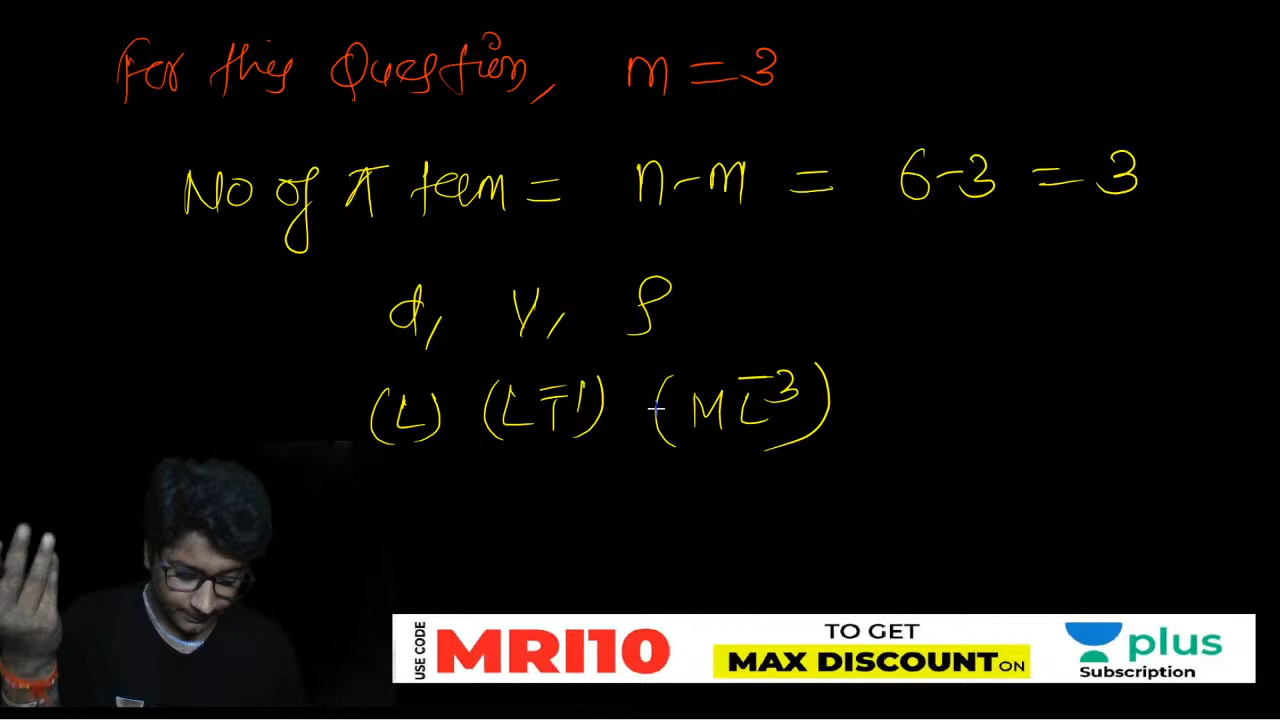 For this Question, m = 3
No of π term = n - m = 6 - 3 = 3
d, V, ρ
(L) (LT⁻¹) (ML⁻³)
USE CODE
MRI10
TO GET
MAX DISCOUNT ON
plus
Subscription